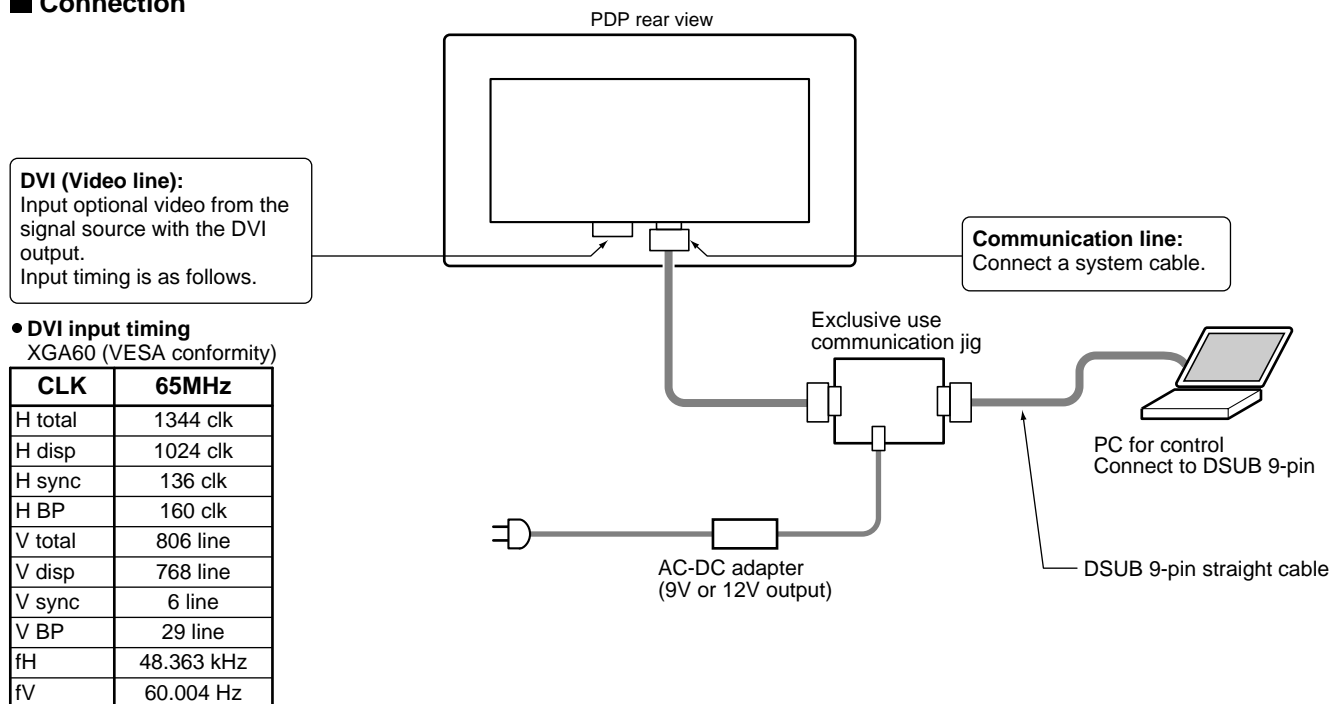 ■ Connection
PDP rear view
DVI (Video line):
Input optional video from the
signal source with the DVI
output.
Input timing is as follows.
Communication line:
Connect a system cable.
• DVI input timing
XGA60 (VESA conformity)
CLK 65MHz
H total 1344 clk
H disp 1024 clk
H sync 136 clk
H BP 160 clk
V total 806 line
V disp 768 line
V sync 6 line
V BP 29 line
fH 48.363 kHz
fV 60.004 Hz
Exclusive use
communication jig
PC for control
Connect to DSUB 9-pin
AC-DC adapter
(9V or 12V output)
DSUB 9-pin straight cable